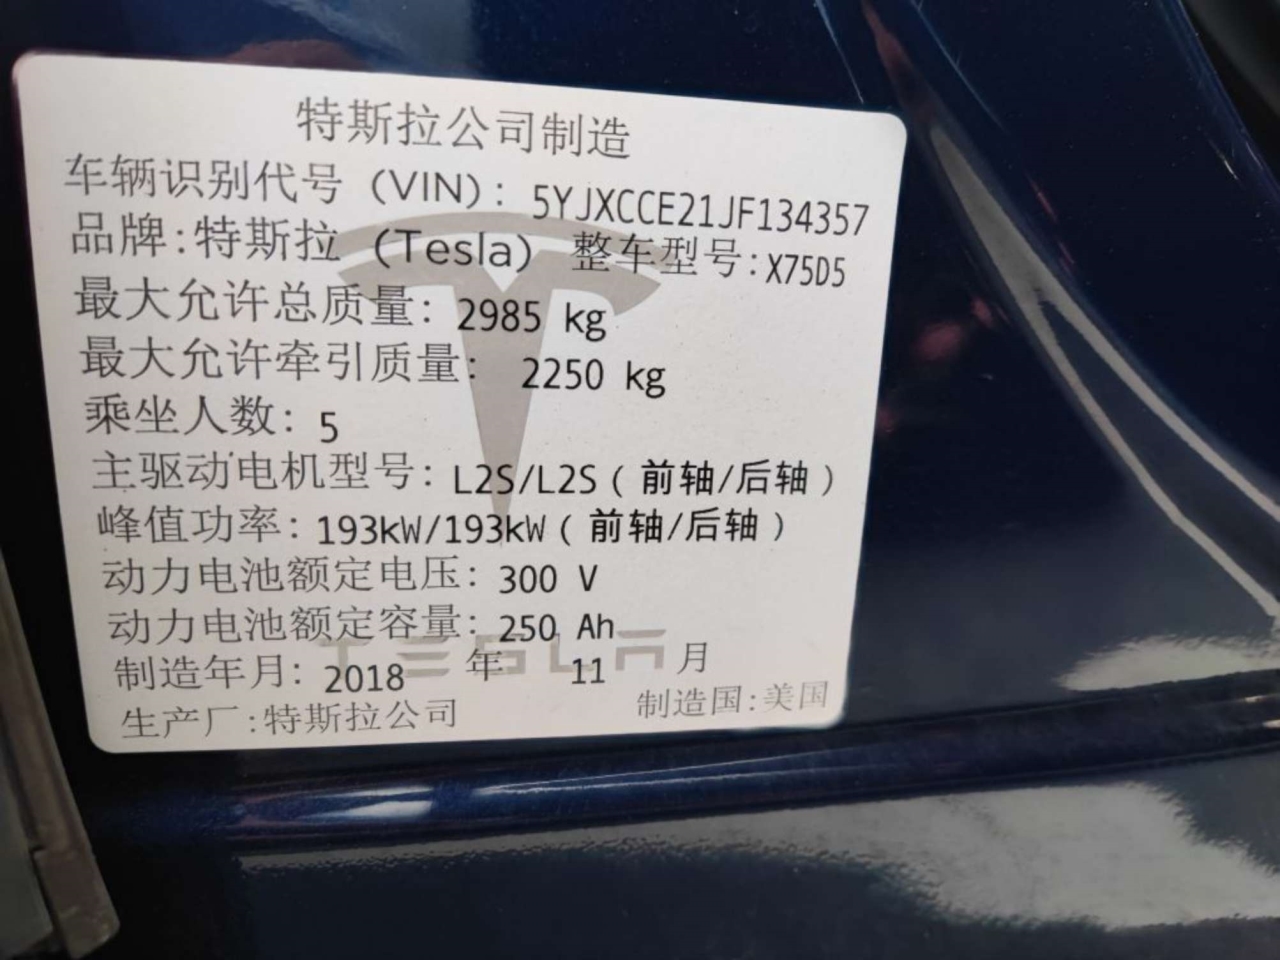 特斯拉公司制造
车辆识别代号 (VIN): 5YJXCCE21JF134357
品牌:特斯拉 (Tesla) 整车型号:X75D5
最大允许总质量: 2985 kg
最大允许牵引质量: 2250 kg
乘坐人数: 5
主驱动电机型号: L2S/L2S (前轴/后轴)
峰值功率: 193kW/193kW (前轴/后轴)
动力电池额定电压: 300 V
动力电池额定容量: 250 Ah
TESLA
制造年月: 2018 年 11 月
生产厂:特斯拉公司 制造国:美国